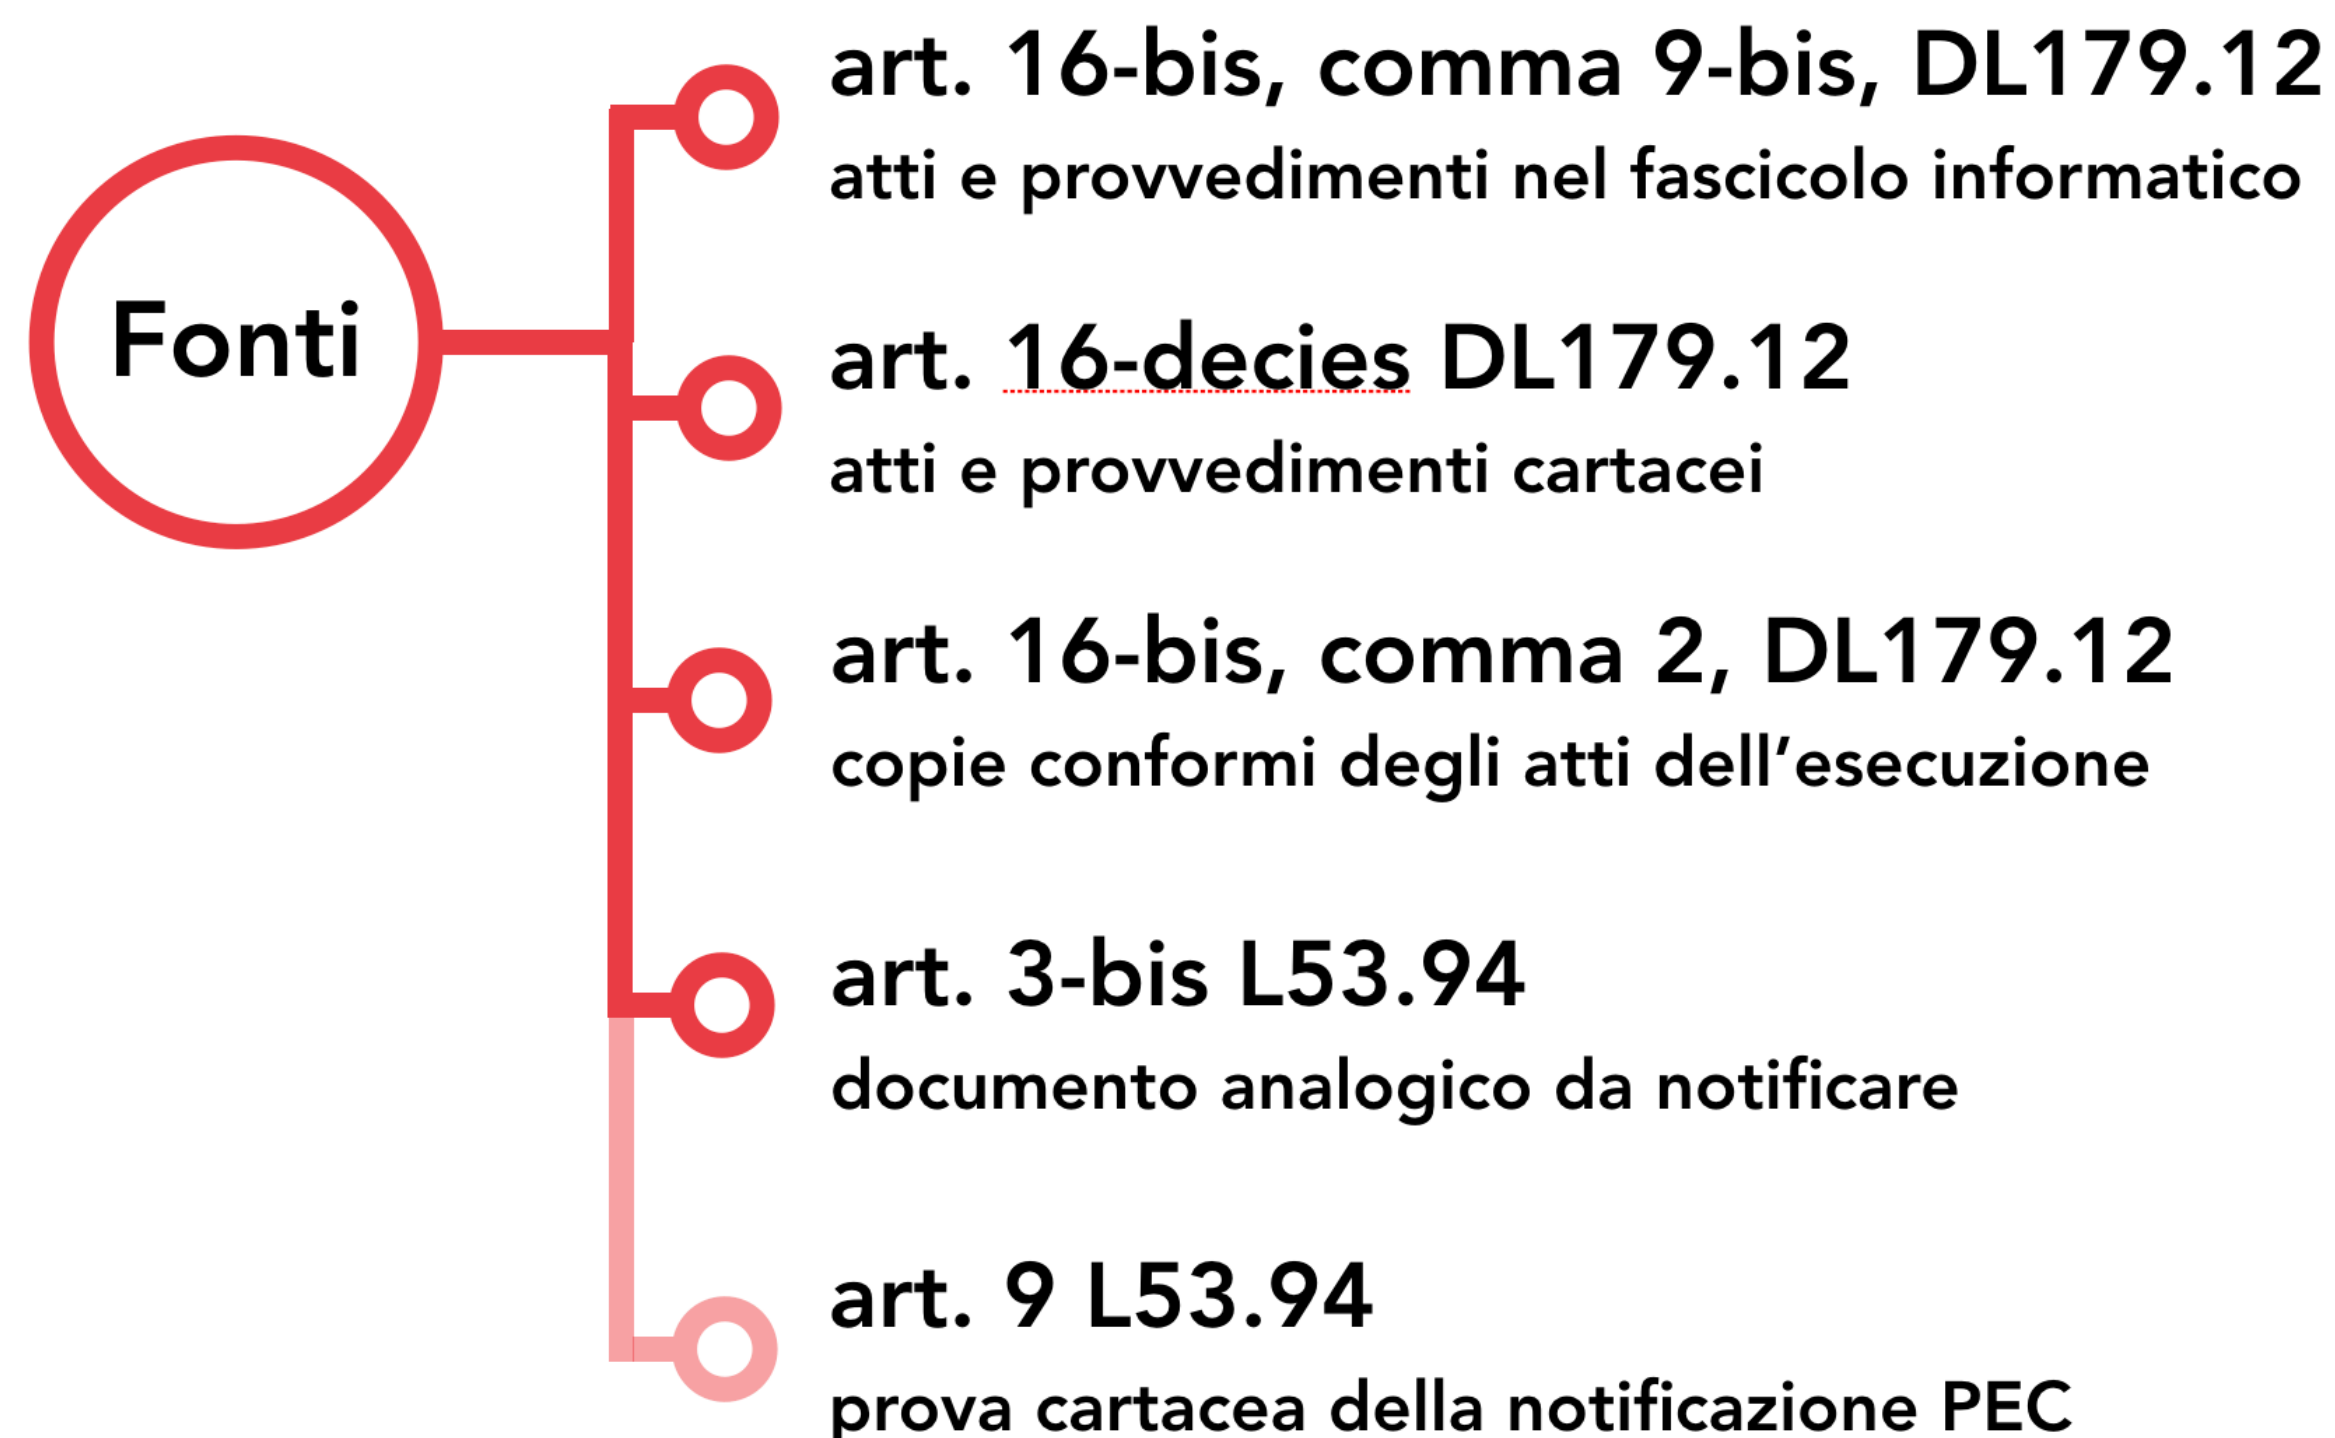 Fonti
art. 16-bis, comma 9-bis, DL179.12
atti e provvedimenti nel fascicolo informatico
art. 16-decies DL179.12
atti e provvedimenti cartacei
art. 16-bis, comma 2, DL179.12
copie conformi degli atti dell’esecuzione
art. 3-bis L53.94
documento analogico da notificare
art. 9 L53.94
prova cartacea della notificazione PEC